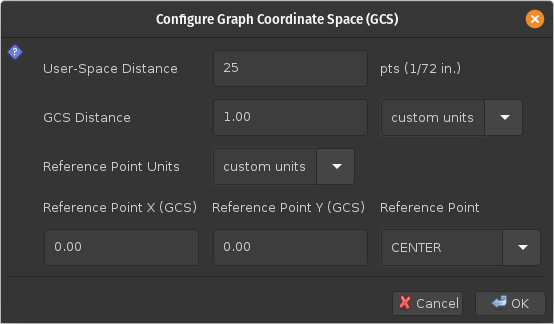 Configure Graph Coordinate Space (GCS)
?
User-Space Distance 25 pts (1/72 in.)
GCS Distance 1.00 custom units
Reference Point Units custom units
Reference Point X (GCS) Reference Point Y (GCS) Reference Point
0.00 0.00 CENTER
Cancel OK